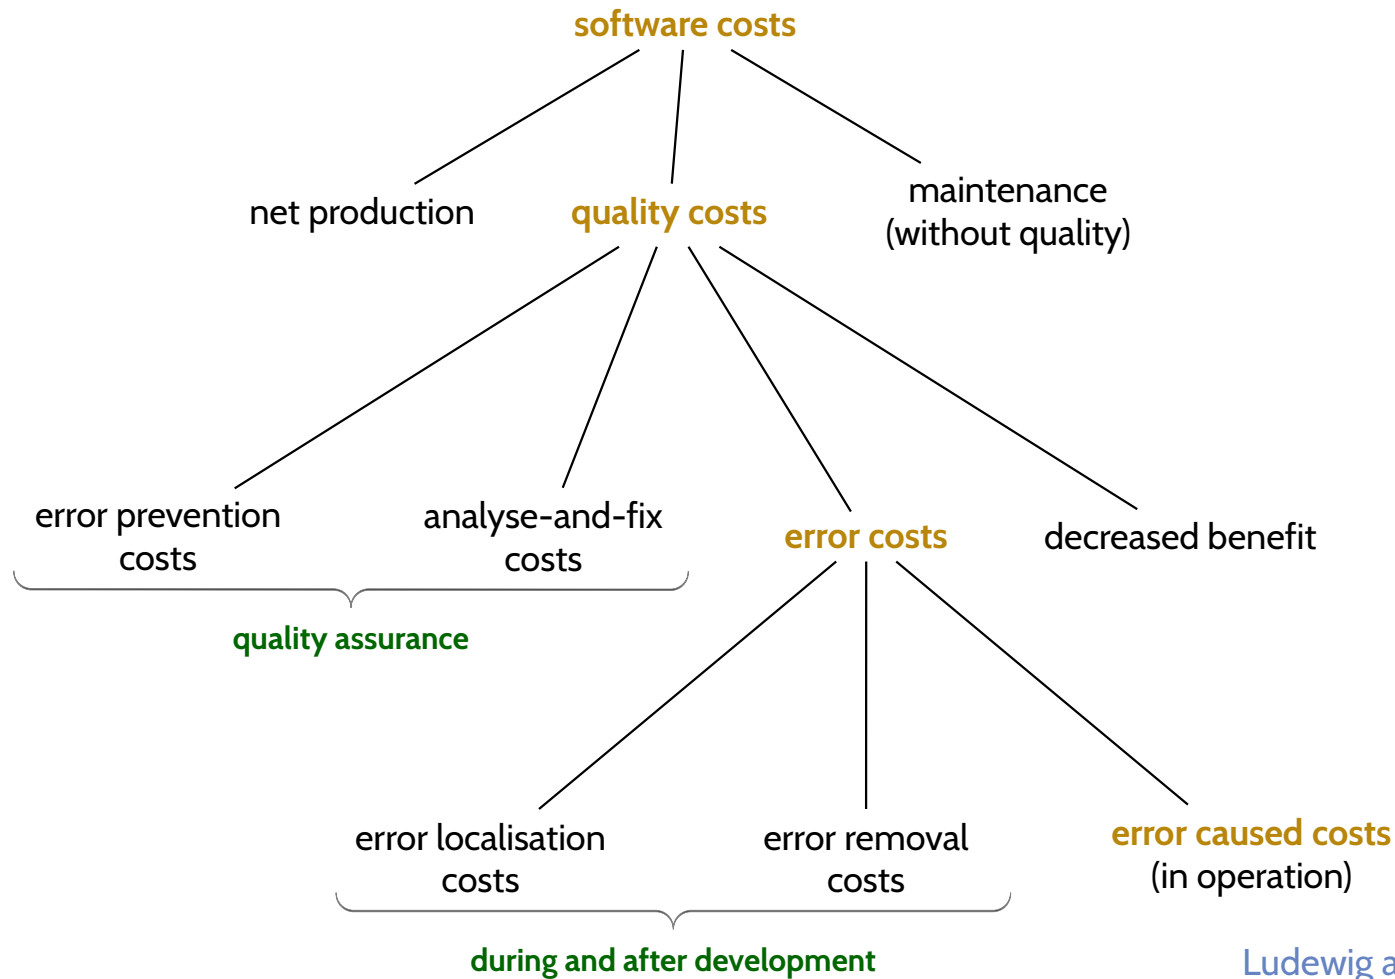 software costs
net production
quality costs
maintenance
(without quality)
error prevention
costs
analyse-and-fix
costs
error costs
decreased benefit
quality assurance
error localisation
costs
error removal
costs
error caused costs
(in operation)
during and after development
Ludewig a